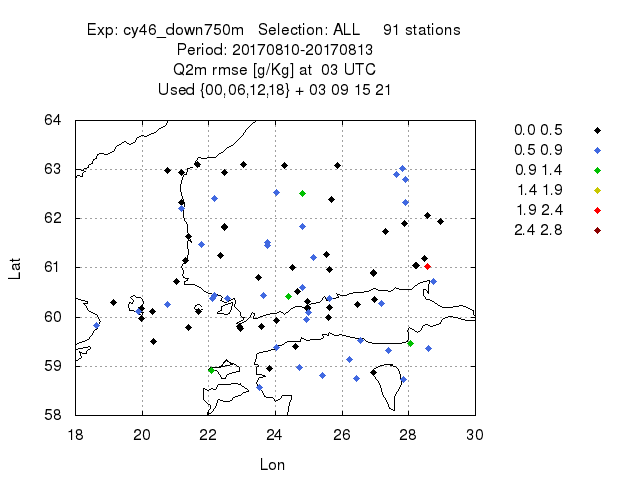 Exp: cy46_down750m   Selection: ALL     91 stations
Period: 20170810-20170813
Q2m rmse [g/Kg] at  03 UTC
Used {00,06,12,18} + 03 09 15 21
64
63
62
61
60
59
58
Lat
18 20 22 24 26 28 30
Lon
0.0 0.5
0.5 0.9
0.9 1.4
1.4 1.9
1.9 2.4
2.4 2.8